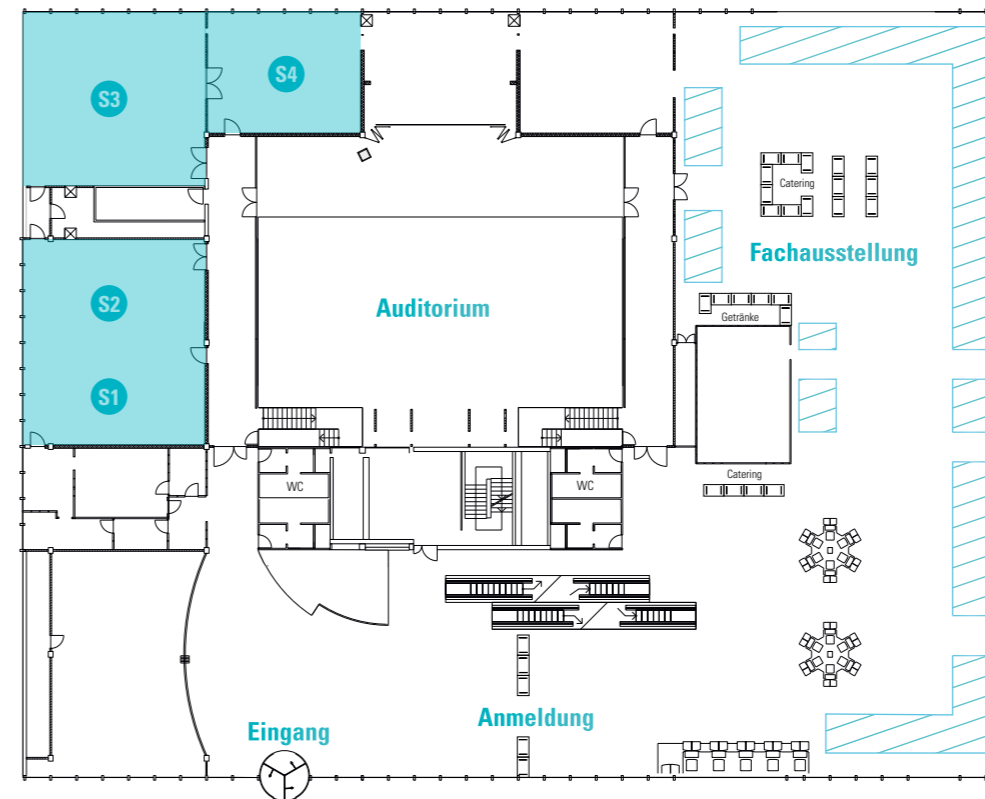 S3
S4
Catering
Fachausstellung
S2
Auditorium
Getränke
S1
Catering
WC
WC
Anmeldung
Eingang